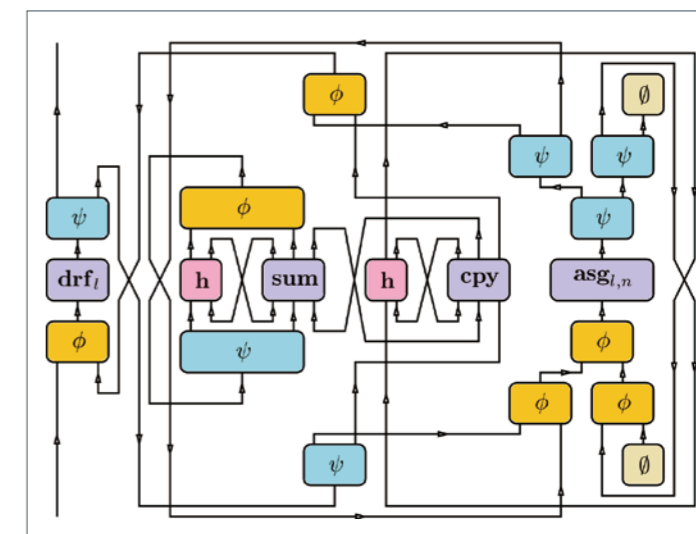 ϕ ∅
ψ ψ
ψ ϕ ψ
drf_l h sum h cpy asg_{l,n}
ϕ ψ ϕ
ϕ ϕ
ψ ∅